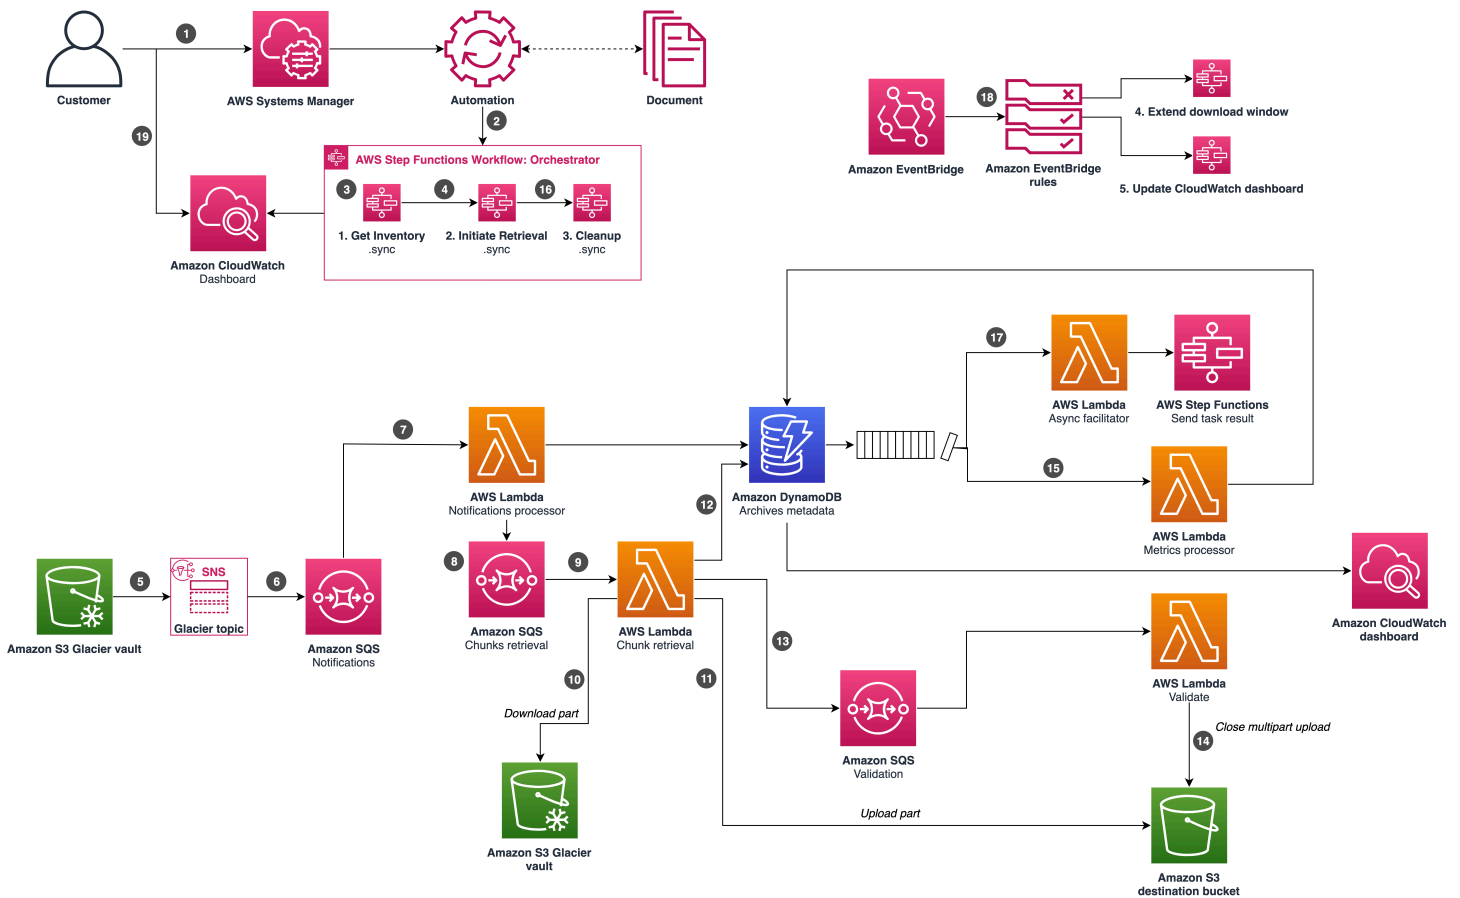 1
Customer
AWS Systems Manager
Automation
Document
2
19
AWS Step Functions Workflow: Orchestrator
3
4
16
1. Get Inventory
.sync
2. Initiate Retrieval
.sync
3. Cleanup
.sync
Amazon CloudWatch
Dashboard
18
Amazon EventBridge
Amazon EventBridge
rules
4. Extend download window
5. Update CloudWatch dashboard
17
AWS Lambda
Async facilitator
AWS Step Functions
Send task result
7
AWS Lambda
Notifications processor
Amazon DynamoDB
Archives metadata
15
AWS Lambda
Metrics processor
12
5
SNS
Glacier topic
6
8
9
Amazon S3 Glacier vault
Amazon SQS
Notifications
Amazon SQS
Chunks retrieval
AWS Lambda
Chunk retrieval
13
Amazon CloudWatch
dashboard
10
11
Download part
AWS Lambda
Validate
Close multipart upload
14
Amazon SQS
Validation
Upload part
Amazon S3 Glacier
vault
Amazon S3
destination bucket